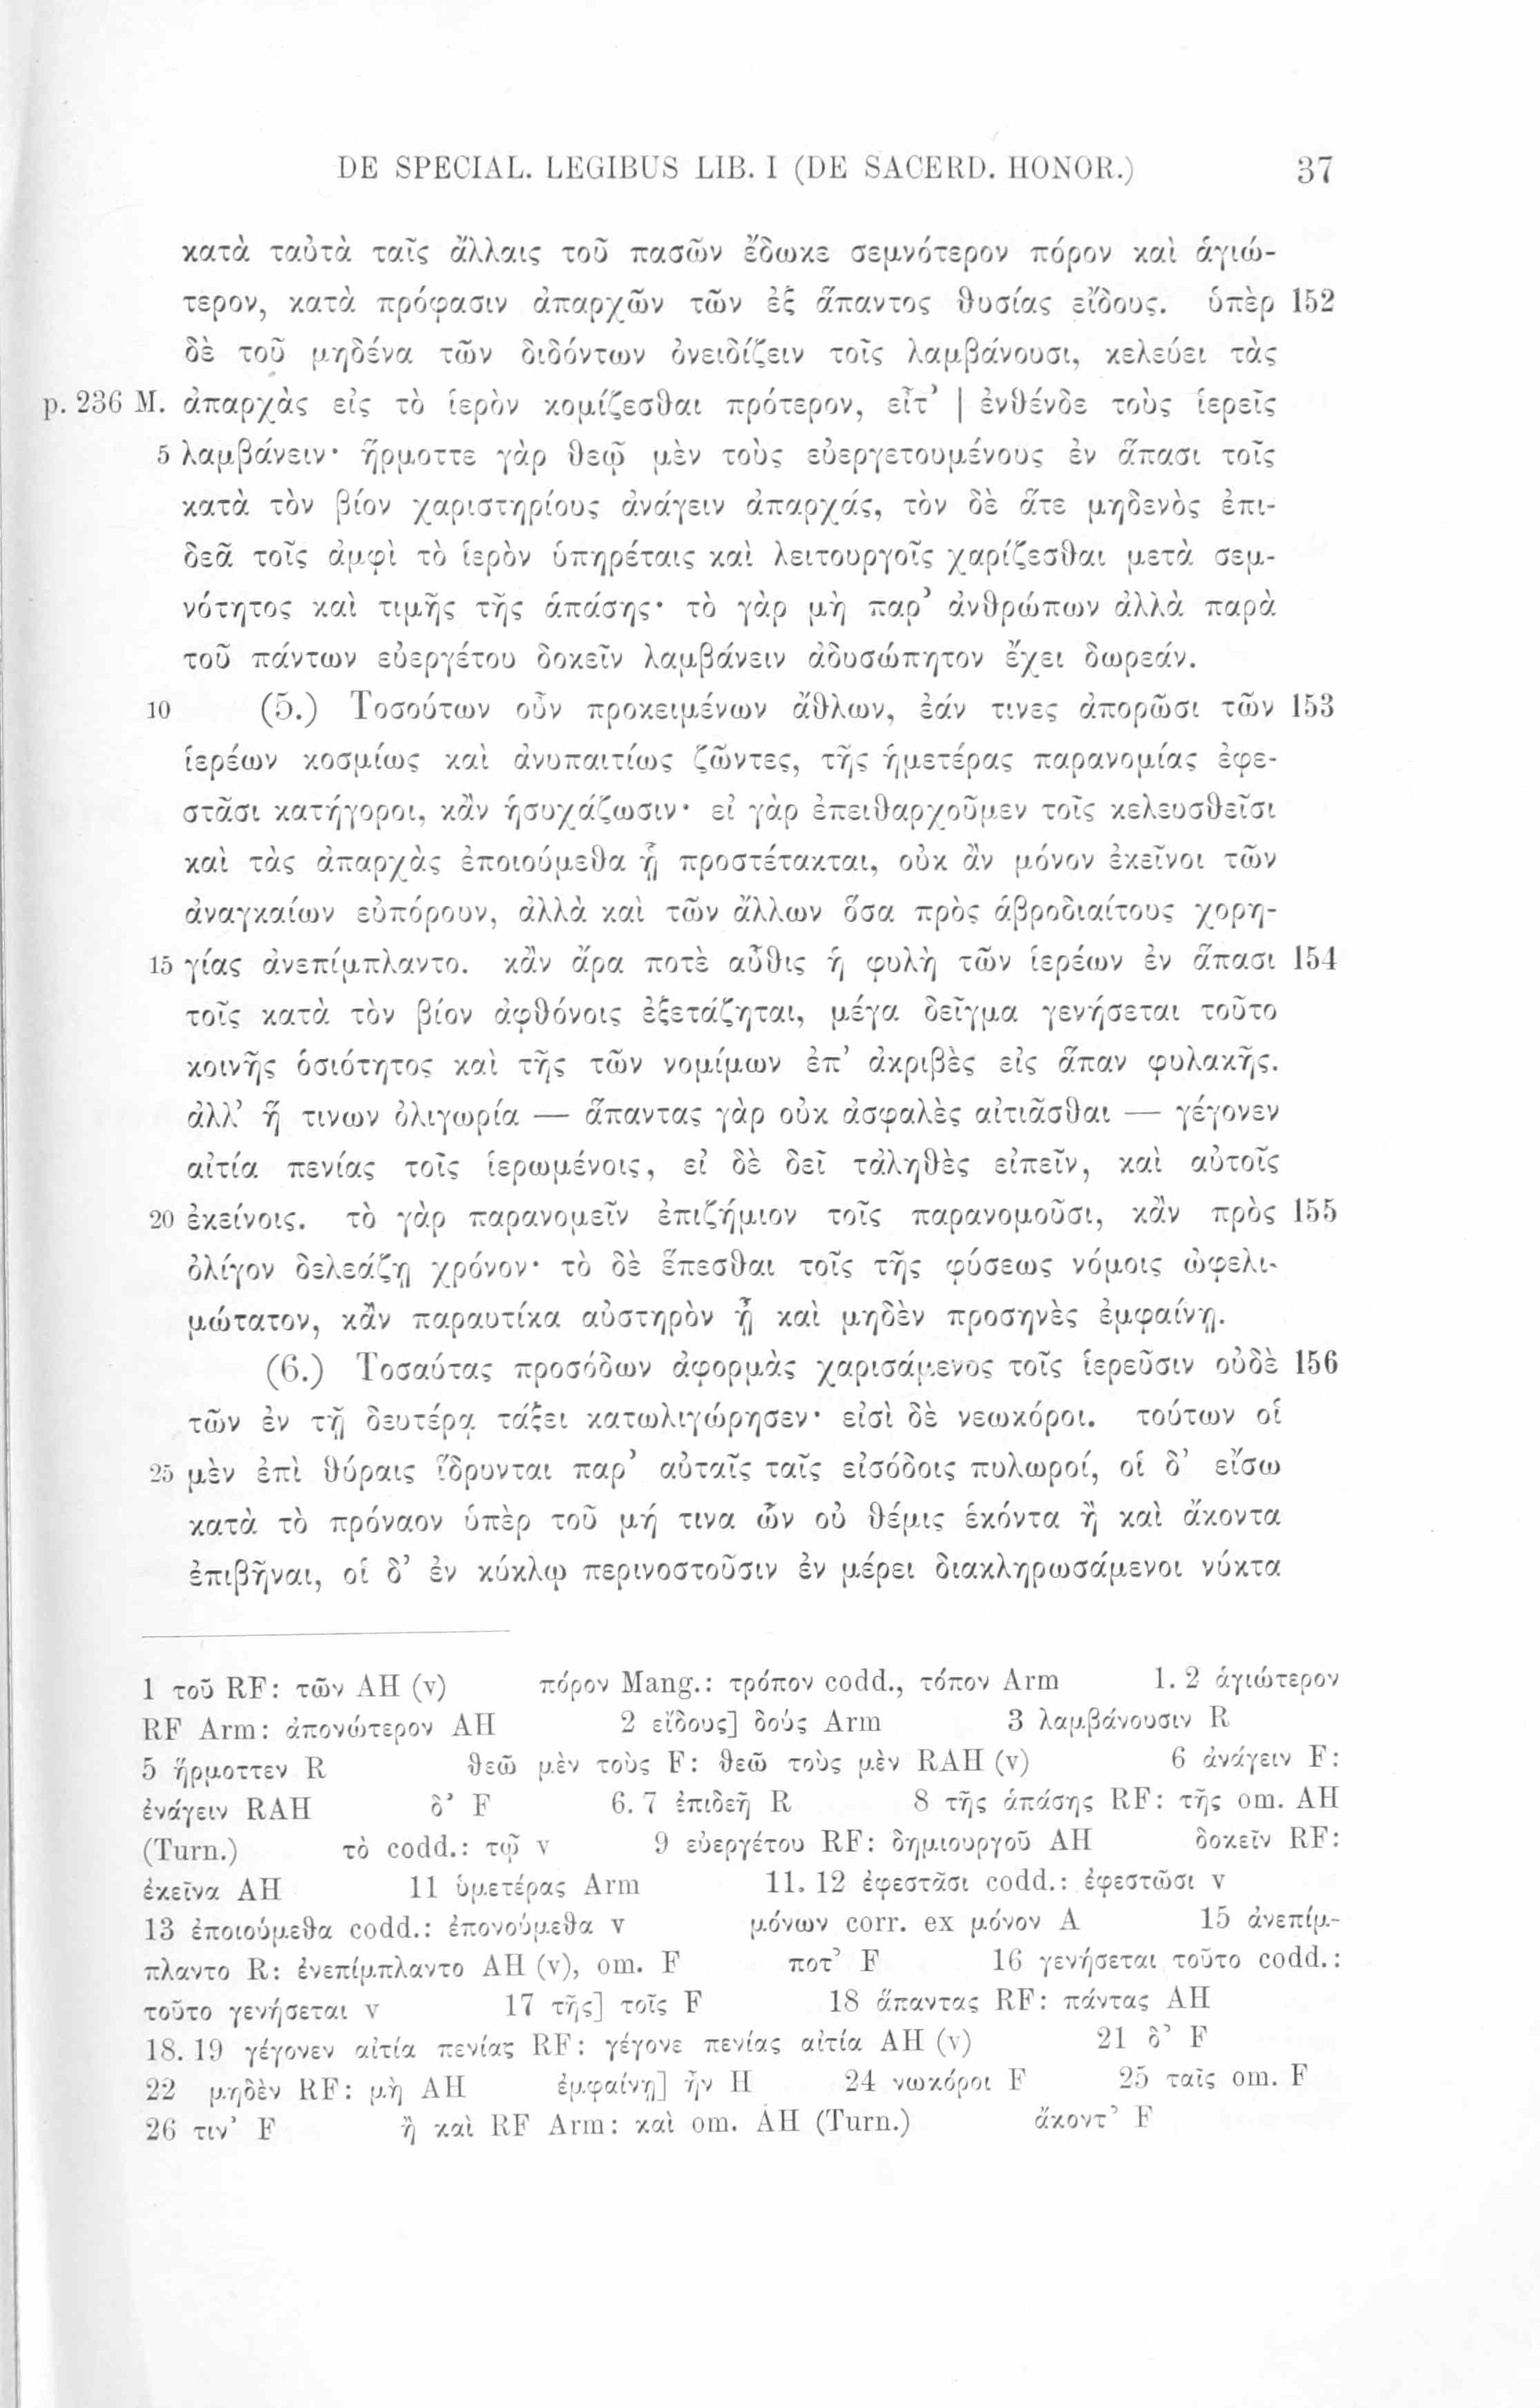 DE SPECIAL. LEGIBUS LIB. I (DE SACERD. HONOR.) 37
κατὰ ταὐτὰ ταῖς ἄλλαις τοῦ πασῶν ἔδωκε σεμνότερον πόρον καὶ ἁγιώ-
τερον, κατὰ πρόφασιν ἀπαρχῶν τῶν ἐξ ἅπαντος θυσίας εἴδους. ὑπὲρ 152
δὲ τοῦ μηδένα τῶν διδόντων ὀνειδίζειν τοῖς λαμβάνουσι, κελεύει τὰς
p. 236 M. ἀπαρχὰς εἰς τὸ ἱερὸν κομίζεσθαι πρότερον, εἶτ’ | ἐνθένδε τοὺς ἱερεῖς
5 λαμβάνειν· ἥρμοττε γὰρ θεῷ μὲν τοὺς εὐεργετουμένους ἐν ἅπασι τοῖς
κατὰ τὸν βίον χαριστηρίους ἀνάγειν ἀπαρχάς, τὸν δὲ ἅτε μηδενὸς ἐπι-
δεᾶ τοῖς ἀμφὶ τὸ ἱερὸν ὑπηρέταις καὶ λειτουργοῖς χαρίζεσθαι μετὰ σεμ-
νότητος καὶ τιμῆς τῆς ἁπάσης· τὸ γὰρ μὴ παρ’ ἀνθρώπων ἀλλὰ παρὰ
τοῦ πάντων εὐεργέτου δοκεῖν λαμβάνειν ἀδυσώπητον ἔχει δωρεάν.
10 (5.) Τοσούτων οὖν προκειμένων ἄθλων, ἐάν τινες ἀπορῶσι τῶν 153
ἱερέων κοσμίως καὶ ἀνυπαιτίως ζῶντες, τῆς ἡμετέρας παρανομίας ἐφε-
στᾶσι κατήγοροι, κἂν ἡσυχάζωσιν· εἰ γὰρ ἐπειθαρχοῦμεν τοῖς κελευσθεῖσι
καὶ τὰς ἀπαρχὰς ἐποιούμεθα ᾗ προστέτακται, οὐκ ἂν μόνον ἐκεῖνοι τῶν
ἀναγκαίων εὐπόρουν, ἀλλὰ καὶ τῶν ἄλλων ὅσα πρὸς ἁβροδιαίτους χορη-
15 γίας ἀνεπίμπλαντο. κἂν ἄρα ποτὲ αὖθις ἡ φυλὴ τῶν ἱερέων ἐν ἅπασι 154
τοῖς κατὰ τὸν βίον ἀφθόνοις ἐξετάζηται, μέγα δεῖγμα γενήσεται τοῦτο
κοινῆς ὁσιότητος καὶ τῆς τῶν νομίμων ἐπ’ ἀκριβὲς εἰς ἅπαν φυλακῆς.
ἀλλ’ ἥ τινων ὀλιγωρία — ἅπαντας γὰρ οὐκ ἀσφαλὲς αἰτιᾶσθαι — γέγονεν
αἰτία πενίας τοῖς ἱερωμένοις, εἰ δὲ δεῖ τἀληθὲς εἰπεῖν, καὶ αὐτοῖς
20 ἐκείνοις. τὸ γὰρ παρανομεῖν ἐπιζήμιον τοῖς παρανομοῦσι, κἂν πρὸς 155
ὀλίγον δελεάζῃ χρόνον· τὸ δὲ ἕπεσθαι τοῖς τῆς φύσεως νόμοις ὠφελι-
μώτατον, κἂν παραυτίκα αὐστηρὸν ᾖ καὶ μηδὲν προσηνὲς ἐμφαίνῃ.
(6.) Τοσαύτας προσόδων ἀφορμὰς χαρισάμενος τοῖς ἱερεῦσιν οὐδὲ 156
τῶν ἐν τῇ δευτέρᾳ τάξει κατωλιγώρησεν· εἰσὶ δὲ νεωκόροι. τούτων οἱ
25 μὲν ἐπὶ θύραις ἵδρυνται παρ’ αὐταῖς ταῖς εἰσόδοις πυλωροί, οἱ δ’ εἴσω
κατὰ τὸ πρόναον ὑπὲρ τοῦ μή τινα ὧν οὐ θέμις ἑκόντα ἢ καὶ ἄκοντα
ἐπιβῆναι, οἱ δ’ ἐν κύκλῳ περινοστοῦσιν ἐν μέρει διακληρωσάμενοι νύκτα
1 τοῦ RF: τῶν AH (v) πόρον Mang.: τρόπον codd., τόπον Arm 1. 2 ἁγιώτερον
RF Arm: ἀπονώτερον AH 2 εἴδους] δούς Arm 3 λαμβάνουσιν R
5 ἥρμοττεν R θεῶ μὲν τοὺς F: θεῶ τοὺς μὲν RAH (v) 6 ἀνάγειν F:
ἐνάγειν RAH δ’ F 6. 7 ἐπιδεῆ R 8 τῆς ἁπάσης RF: τῆς om. AH
(Turn.) τὸ codd.: τῷ v 9 εὐεργέτου RF: δημιουργοῦ AH δοκεῖν RF:
ἐκεῖνα AH 11 ὑμετέρας Arm 11. 12 ἐφεστᾶσι codd.: ἐφεστῶσι v
13 ἐποιούμεθα codd.: ἐπονούμεθα v μόνων corr. ex μόνον A 15 ἀνεπίμ-
πλαντο R: ἐνεπίμπλαντο AH (v), om. F ποτ’ F 16 γενήσεται τοῦτο codd.:
τοῦτο γενήσεται v 17 τῆς] τοῖς F 18 ἅπαντας RF: πάντας AH
18. 19 γέγονεν αἰτία πενίας RF: γέγονε πενίας αἰτία AH (v) 21 δ’ F
22 μηδὲν RF: μὴ AH ἐμφαίνῃ] ἦν H 24 νωκόροι F 25 ταῖς om. F
26 τιν’ F ἢ καὶ RF Arm: καὶ om. AH (Turn.) ἄκοντ’ F